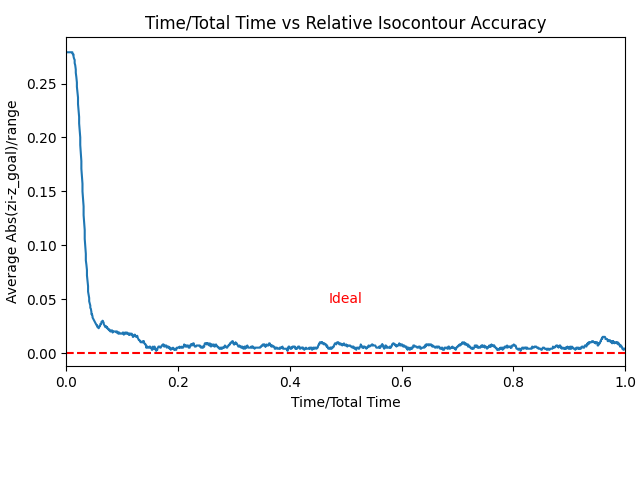 Time/Total Time vs Relative Isocontour Accuracy
Average Abs(zi-z_goal)/range
0.25
0.20
0.15
0.10
0.05
0.00
Ideal
0.0 0.2 0.4 0.6 0.8 1.0
Time/Total Time